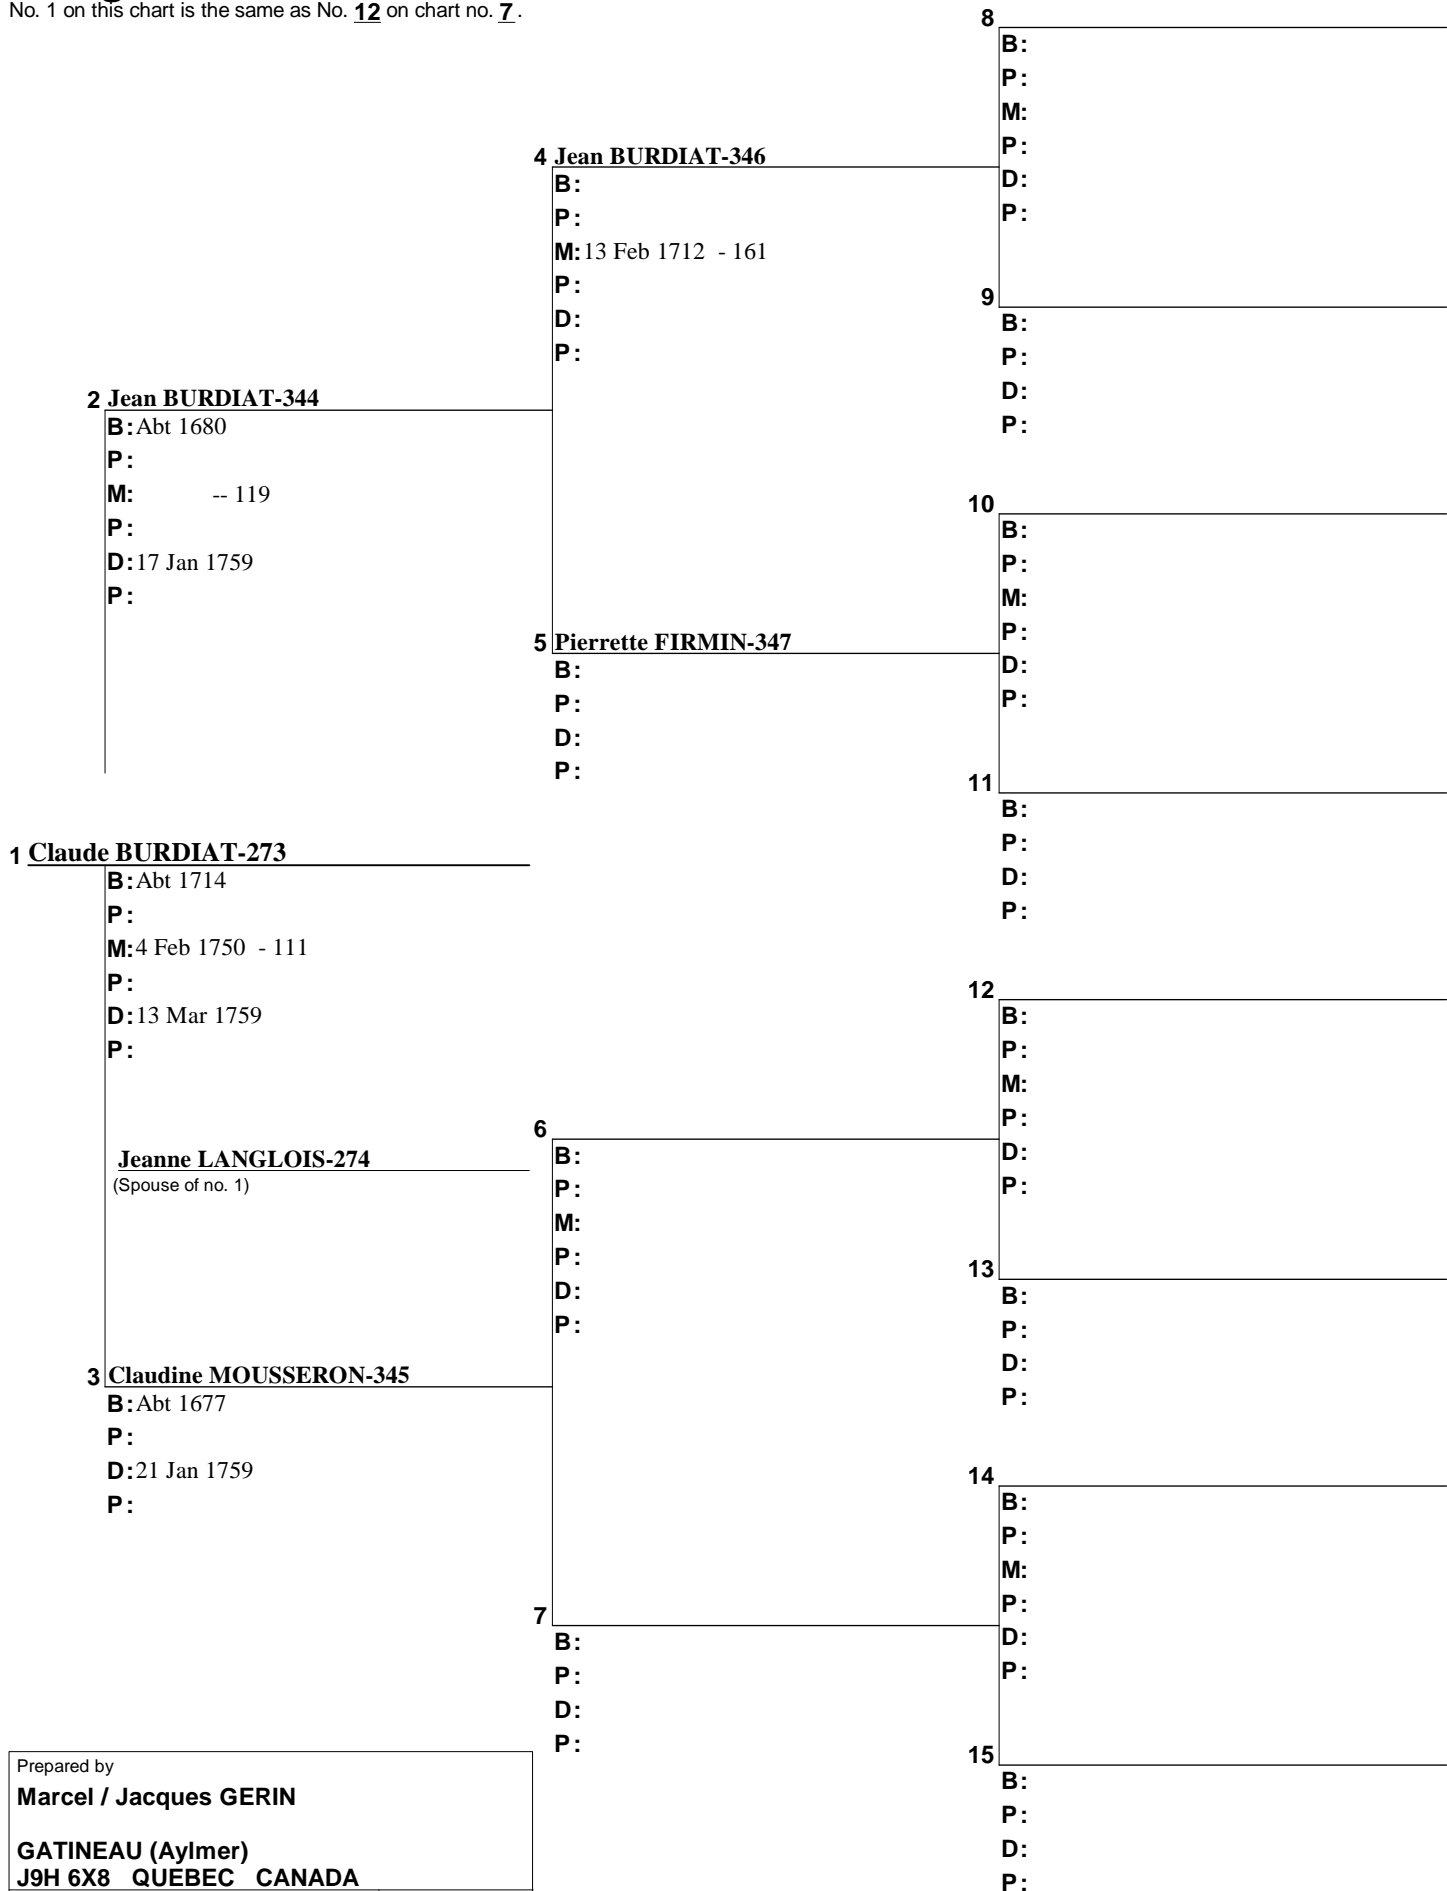 No. 1 on this chart is the same as No. 12 on chart no. 7.
8
B:
P:
M:
P:
D:
P:
4 Jean BURDIAT-346
B:
P:
M: 13 Feb 1712 - 161
P:
D:
P:
9
B:
P:
D:
P:
2 Jean BURDIAT-344
B: Abt 1680
P:
M: -- 119
P:
D: 17 Jan 1759
P:
10
B:
P:
M:
P:
D:
P:
5 Pierrette FIRMIN-347
B:
P:
D:
P:
11
B:
P:
D:
P:
1 Claude BURDIAT-273
B: Abt 1714
P:
M: 4 Feb 1750 - 111
P:
D: 13 Mar 1759
P:
Jeanne LANGLOIS-274
(Spouse of no. 1)
12
B:
P:
M:
P:
D:
P:
6
B:
P:
M:
P:
D:
P:
13
B:
P:
D:
P:
3 Claudine MOUSSERON-345
B: Abt 1677
P:
D: 21 Jan 1759
P:
14
B:
P:
M:
P:
D:
P:
7
B:
P:
D:
P:
15
B:
P:
D:
P:
Prepared by
Marcel / Jacques GERIN
GATINEAU (Aylmer)
J9H 6X8 QUEBEC CANADA